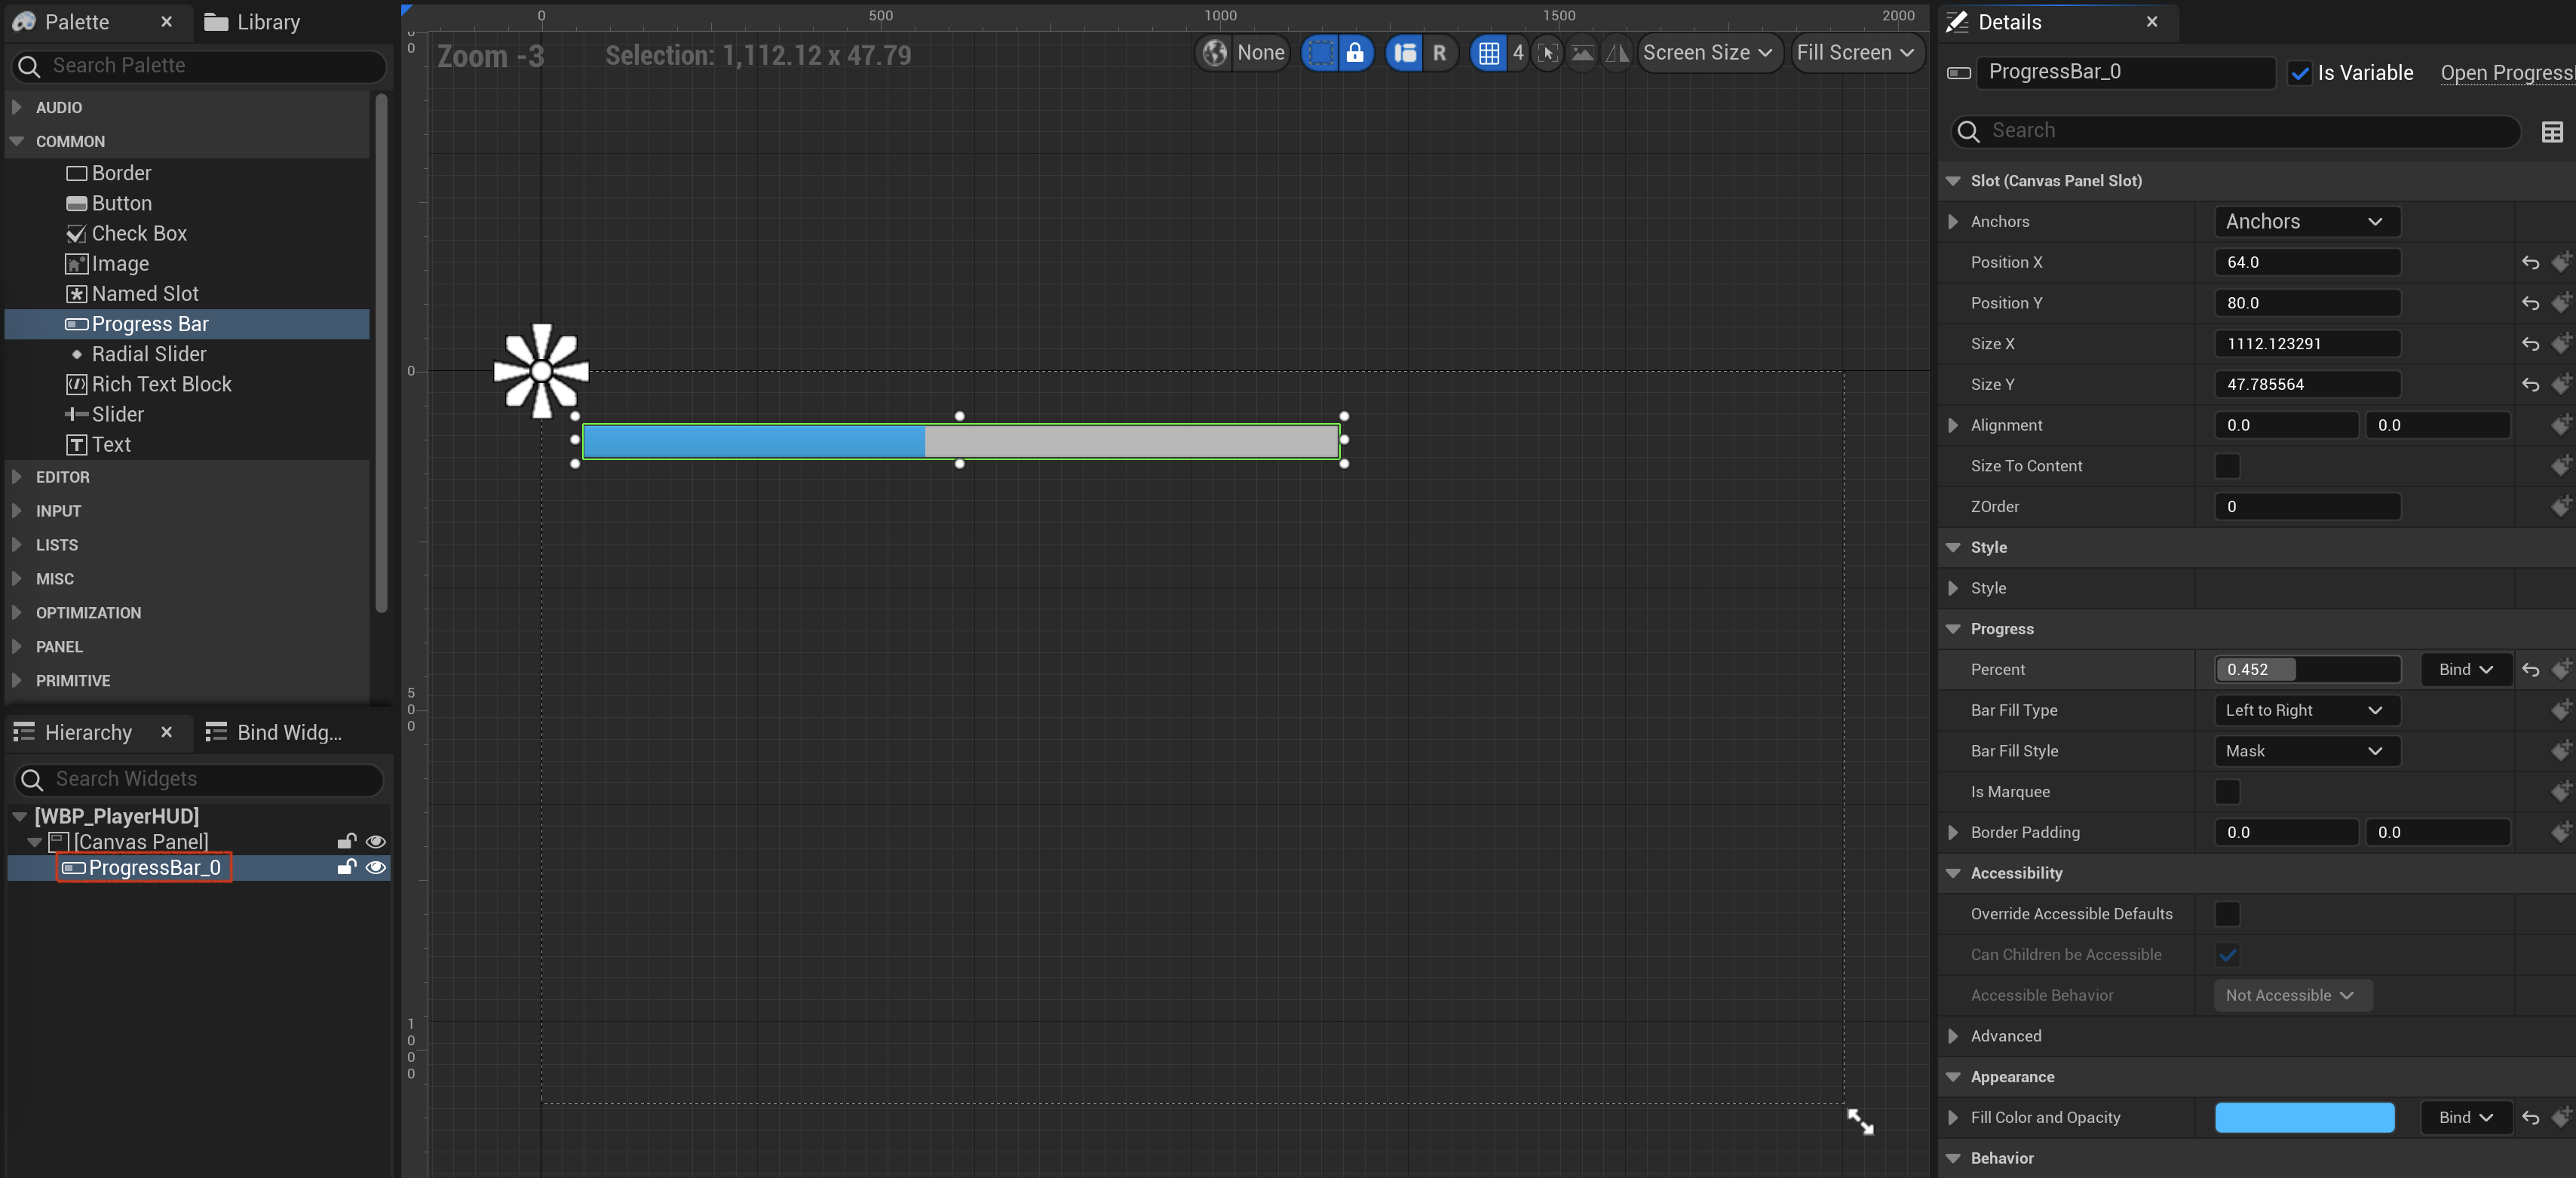 Palette
Library
Search Palette
AUDIO
COMMON
Border
Button
Check Box
Image
Named Slot
Progress Bar
Radial Slider
Rich Text Block
Slider
Text
EDITOR
INPUT
LISTS
MISC
OPTIMIZATION
PANEL
PRIMITIVE
Hierarchy
Bind Widg...
Search Widgets
[WBP_PlayerHUD]
[Canvas Panel]
ProgressBar_0
0 500 1000 1500 2000
Zoom -3
Selection: 1,112.12 x 47.79
None
R
4
Screen Size
Fill Screen
0
0
500
1000
Details
ProgressBar_0
Is Variable
Open Progress
Search
Slot (Canvas Panel Slot)
Anchors Anchors
Position X 64.0
Position Y 80.0
Size X 1112.123291
Size Y 47.785564
Alignment 0.0 0.0
Size To Content
ZOrder 0
Style
Style
Progress
Percent 0.452 Bind
Bar Fill Type Left to Right
Bar Fill Style Mask
Is Marquee
Border Padding 0.0 0.0
Accessibility
Override Accessible Defaults
Can Children be Accessible
Accessible Behavior Not Accessible
Advanced
Appearance
Fill Color and Opacity Bind
Behavior